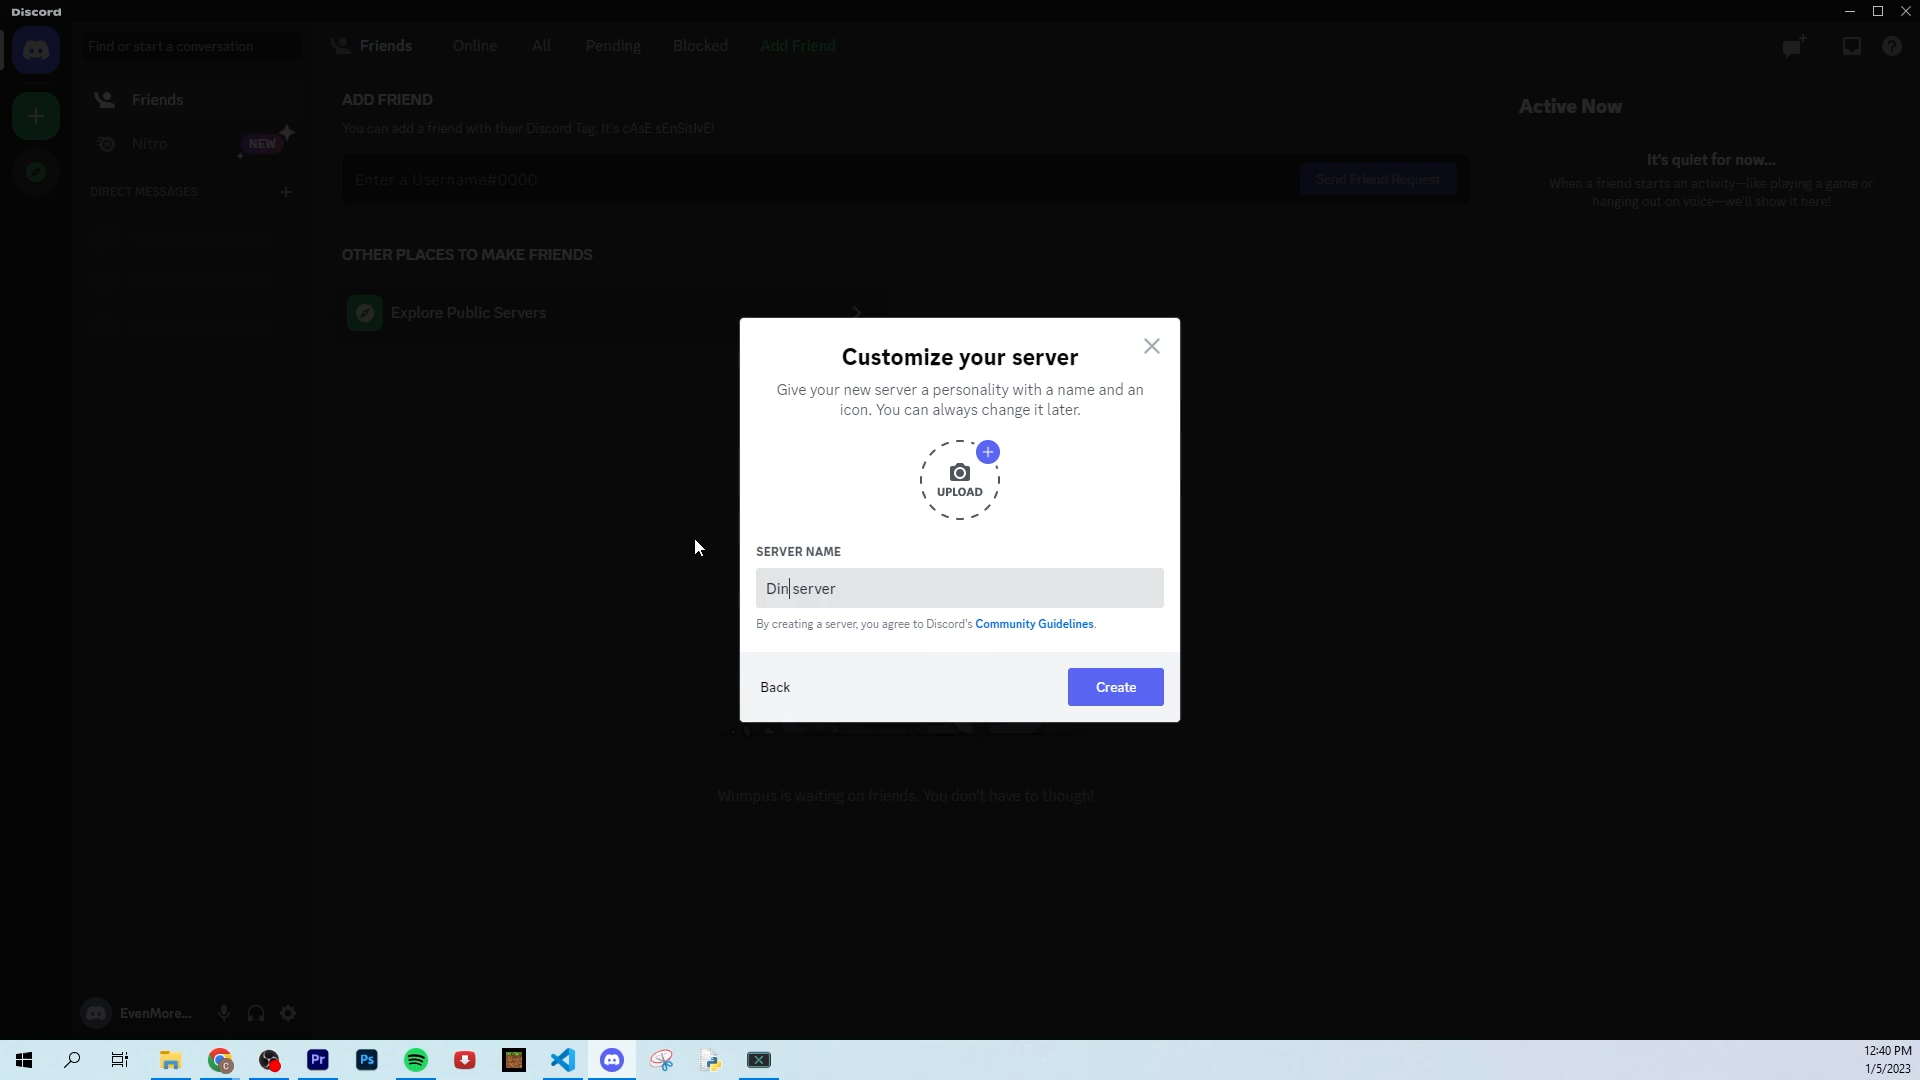 Discord
Find or start a conversation
Friends
Online
All
Pending
Blocked
Add Friend
Friends
Nitro
NEW
DIRECT MESSAGES
ADD FRIEND
You can add a friend with their Discord Tag. It's cAsE sEnSitIvE!
Enter a Username#0000
Send Friend Request
OTHER PLACES TO MAKE FRIENDS
Explore Public Servers
Active Now
It's quiet for now...
When a friend starts an activity—like playing a game or
hanging out on voice—we'll show it here!
Customize your server
Give your new server a personality with a name and an
icon. You can always change it later.
UPLOAD
SERVER NAME
Din server
By creating a server, you agree to Discord's Community Guidelines.
Back
Create
Wumpus is waiting on friends. You don't have to though!
EvenMore...
Pr
Ps
C
12:40 PM
1/5/2023